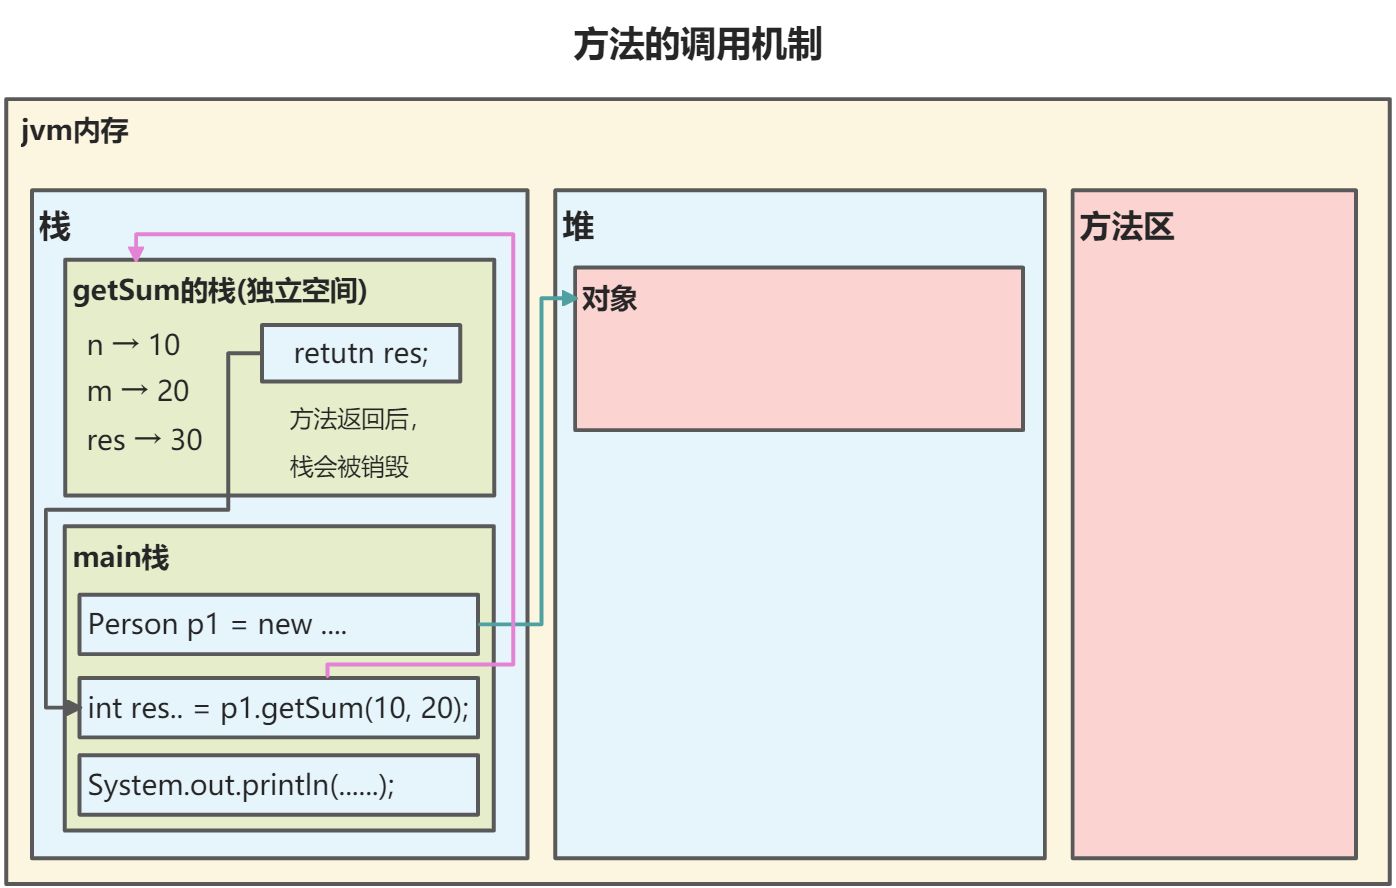 方法的调用机制
jvm内存
栈
getSum的栈(独立空间)
n → 10
m → 20
res → 30
retutn res;
方法返回后，
栈会被销毁
main栈
Person p1 = new ....
int res.. = p1.getSum(10, 20);
System.out.println(......);
堆
对象
方法区